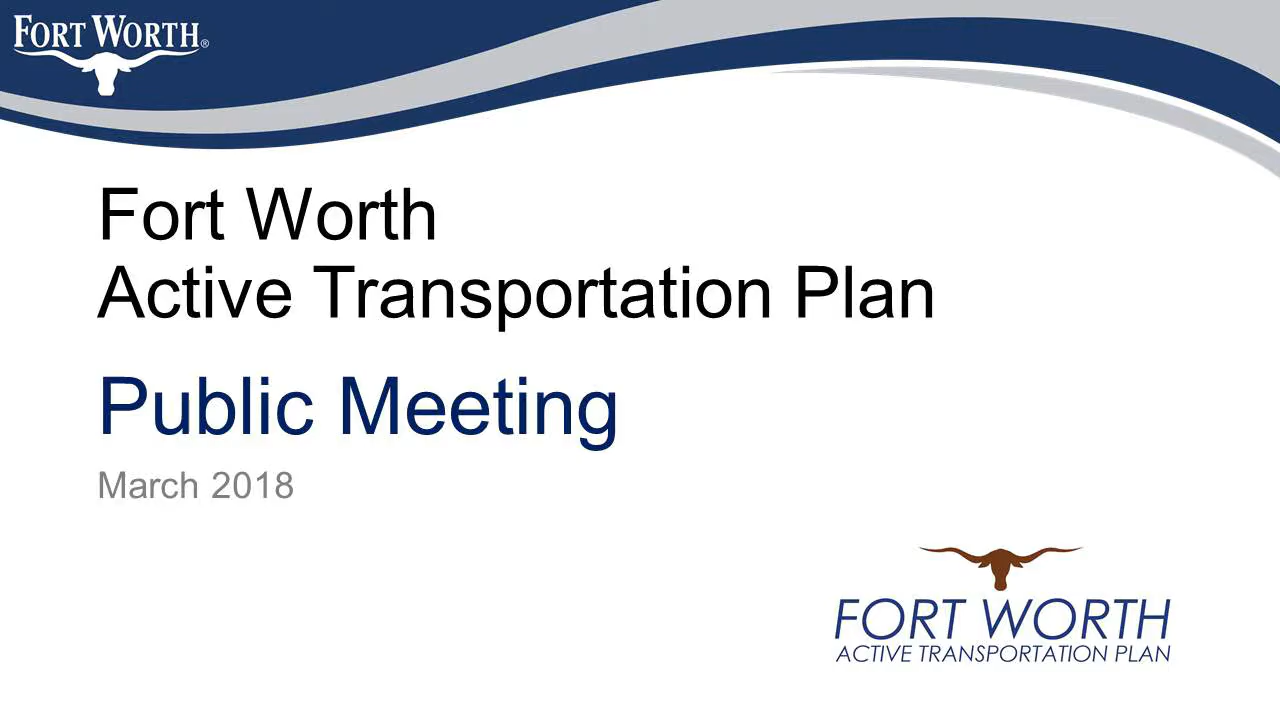 FORT WORTH®
Fort Worth
Active Transportation Plan
Public Meeting
March 2018
FORT WORTH
ACTIVE TRANSPORTATION PLAN